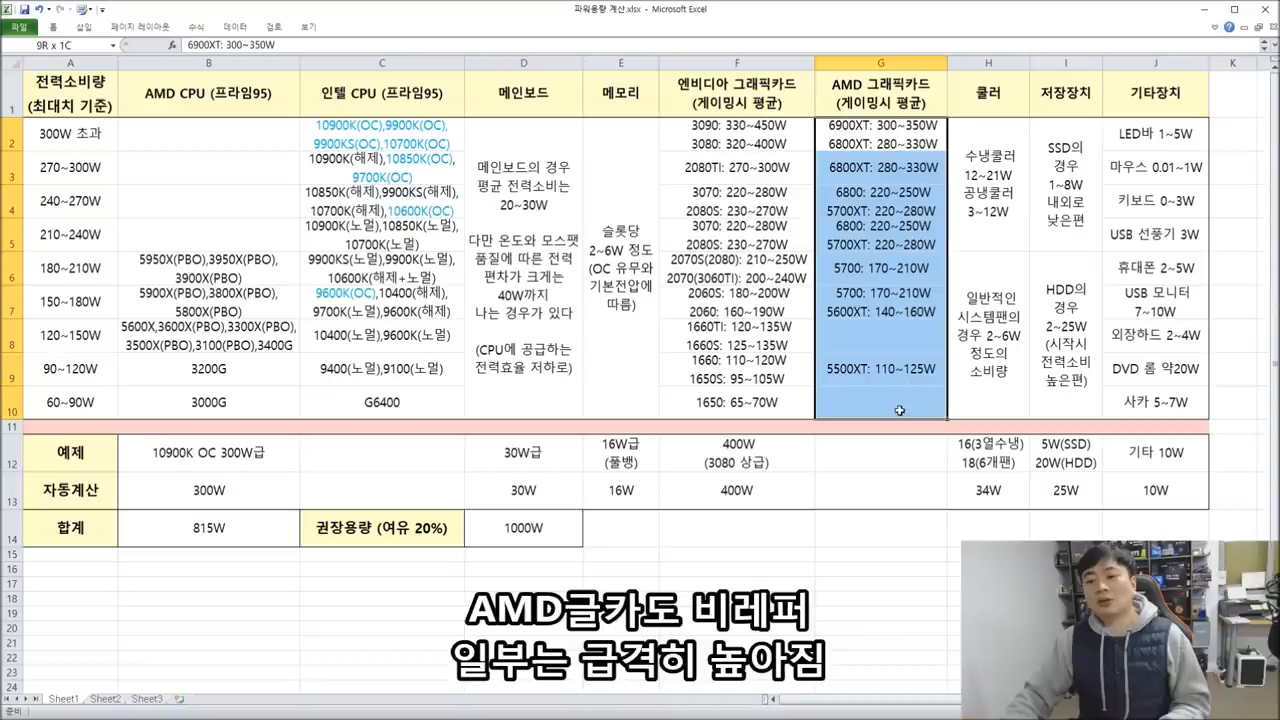 파워용량 계산.xlsx - Microsoft Excel
파일 홈 삽입 페이지 레이아웃 수식 데이터 검토 보기
9R x 1C fx 6900XT: 300~350W
A B C D E F G H I J K
1
전력소비량
(최대치 기준)
AMD CPU (프라임95)
인텔 CPU (프라임95)
메인보드
메모리
엔비디아 그래픽카드
(게이밍시 평균)
AMD 그래픽카드
(게이밍시 평균)
쿨러
저장장치
기타장치
2
300W 초과
10900K(OC),9900K(OC),
9900KS(OC),10700K(OC)
3090: 330~450W
3080: 320~400W
6900XT: 300~350W
6800XT: 280~330W
LED바 1~5W
3
270~300W
10900K(해제),10850K(OC),
9700K(OC)
2080TI: 270~300W
6800XT: 280~330W
마우스 0.01~1W
4
240~270W
10850K(해제),9900KS(해제),
10700K(해제),10600K(OC)
3070: 220~280W
2080S: 230~270W
6800: 220~250W
5700XT: 220~280W
키보드 0~3W
5
210~240W
10900K(노멀),10850K(노멀),
10700K(노멀)
3070: 220~280W
2080S: 230~270W
6800: 220~250W
5700XT: 220~280W
USB 선풍기 3W
6
180~210W
5950X(PBO),3950X(PBO),
3900X(PBO)
9900KS(노멀),9900K(노멀),
10600K(해제+노멀)
2070S(2080): 210~250W
2070(3060TI): 200~240W
5700: 170~210W
휴대폰 2~5W
7
150~180W
5900X(PBO),3800X(PBO),
5800X(PBO)
9600K(OC),10400(해제),
9700K(노멀),9600K(해제)
2060S: 180~200W
2060: 160~190W
5700: 170~210W
5600XT: 140~160W
USB 모니터
7~10W
8
120~150W
5600X,3600X(PBO),3300X(PBO),
3500X(PBO),3100(PBO),3400G
10400(노멀),9600K(노멀)
1660TI: 120~135W
1660S: 125~135W
외장하드 2~4W
9
90~120W
3200G
9400(노멀),9100(노멀)
1660: 110~120W
1650S: 95~105W
5500XT: 110~125W
DVD 롬 약20W
10
60~90W
3000G
G6400
1650: 65~70W
사카 5~7W
메인보드의 경우
평균 전력소비는
20~30W
다만 온도와 모스팻
품질에 따른 전력
편차가 크게는
40W까지
나는 경우가 있다
(CPU에 공급하는
전력효율 저하로)
슬롯당
2~6W 정도
(OC 유무와
기본전압에
따름)
수냉쿨러
12~21W
공냉쿨러
3~12W
일반적인
시스템팬의
경우 2~6W
정도의
소비량
SSD의
경우
1~8W
내외로
낮은편
HDD의
경우
2~25W
(시작시
전력소비
높은편)
11
12
예제
10900K OC 300W급
30W급
16W급
(풀뱅)
400W
(3080 상급)
16(3열수냉)
18(6개팬)
5W(SSD)
20W(HDD)
기타 10W
13
자동계산
300W
30W
16W
400W
34W
25W
10W
14
합계
815W
권장용량 (여유 20%)
1000W
15
16
17
18
19
20
21
22
23
24
AMD글카도 비레퍼
일부는 급격히 높아짐
Sheet1 Sheet2 Sheet3
준비